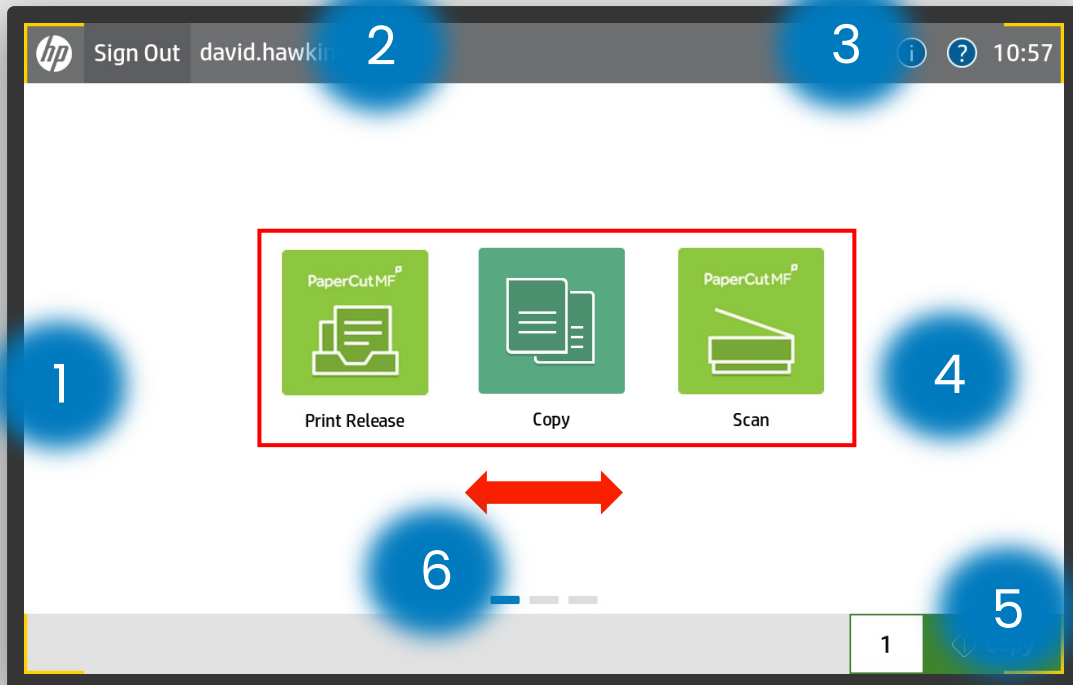 hp Sign Out david.hawkin 2 3 i ? 10:57
PaperCut MF PaperCut MF
1 4
Print Release Copy Scan
6
1 Copy 5